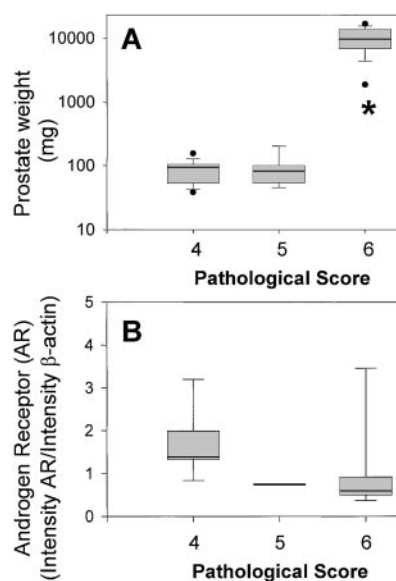 A
Prostate weight
(mg)
10000
1000
100
10
*
4 5 6
Pathological Score
B
Androgen Receptor (AR)
(Intensity AR/Intensity β-actin)
5
4
3
2
1
0
4 5 6
Pathological Score